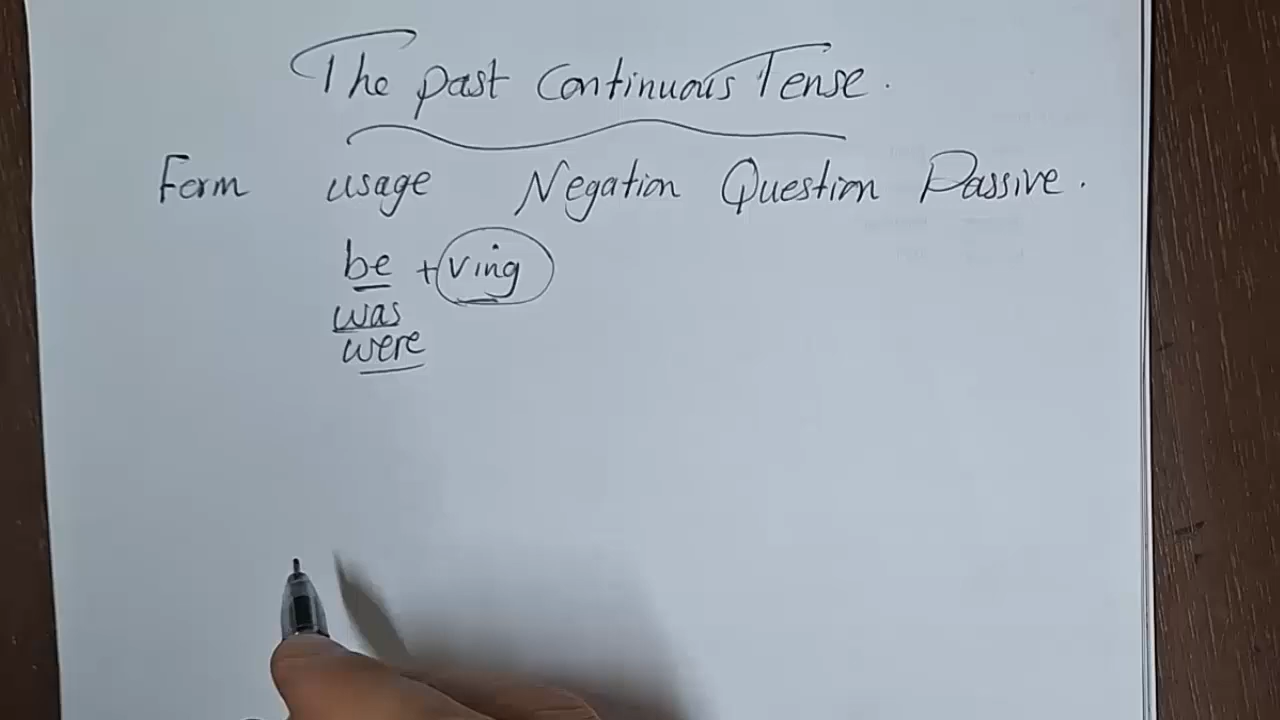 The past Continuous Tense.
Form usage Negation Question Passive.
be + ving
was
were